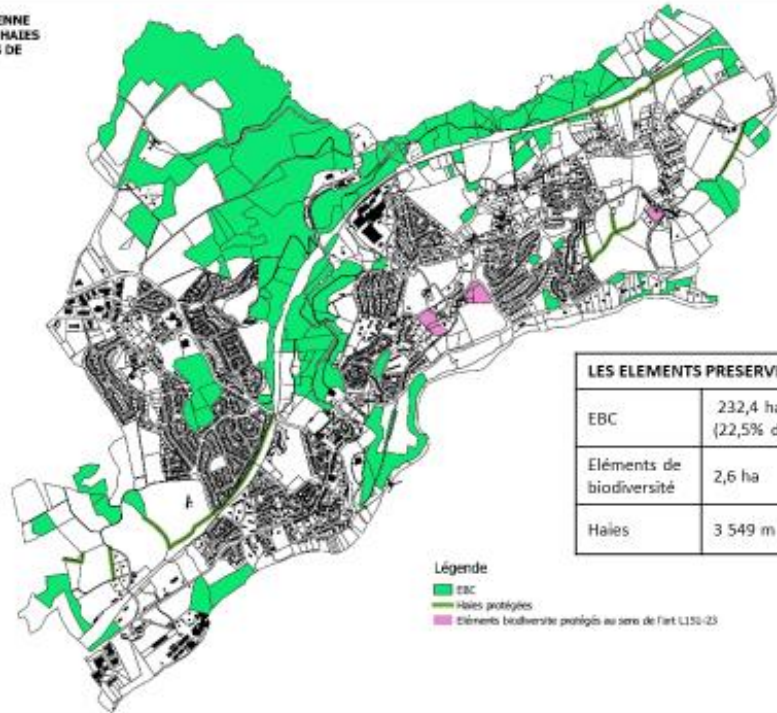 ENNE
HAIES
DE
LES ELEMENTS PRESERV
EBC
232,4 ha
(22,5% d
Eléments de
biodiversité
2,6 ha
Haies
3 549 m
Légende
EBC
Haies protégées
Eléments biodiversite protégés au sens de l'art L151-23